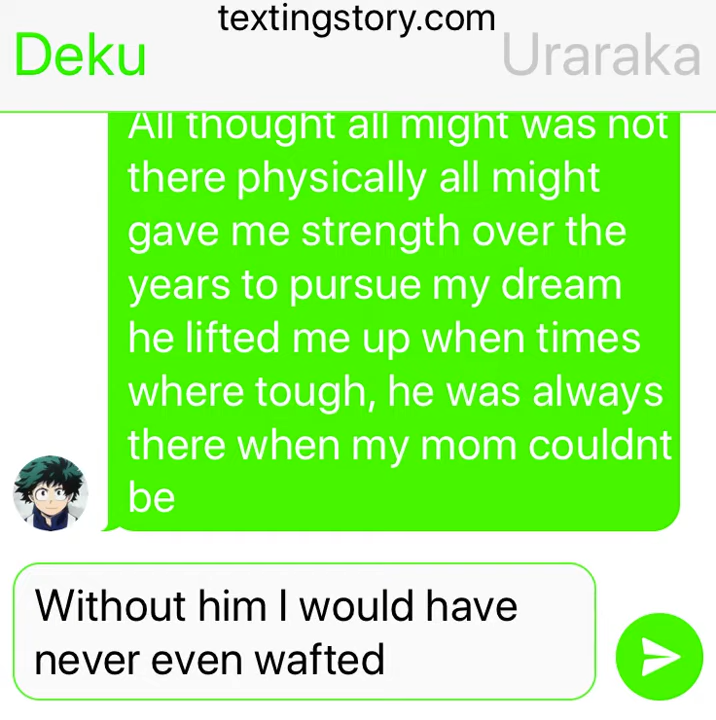 textingstory.com
Deku
Uraraka
All thought all might was not
there physically all might
gave me strength over the
years to pursue my dream
he lifted me up when times
where tough, he was always
there when my mom couldnt
be
Without him I would have
never even wafted